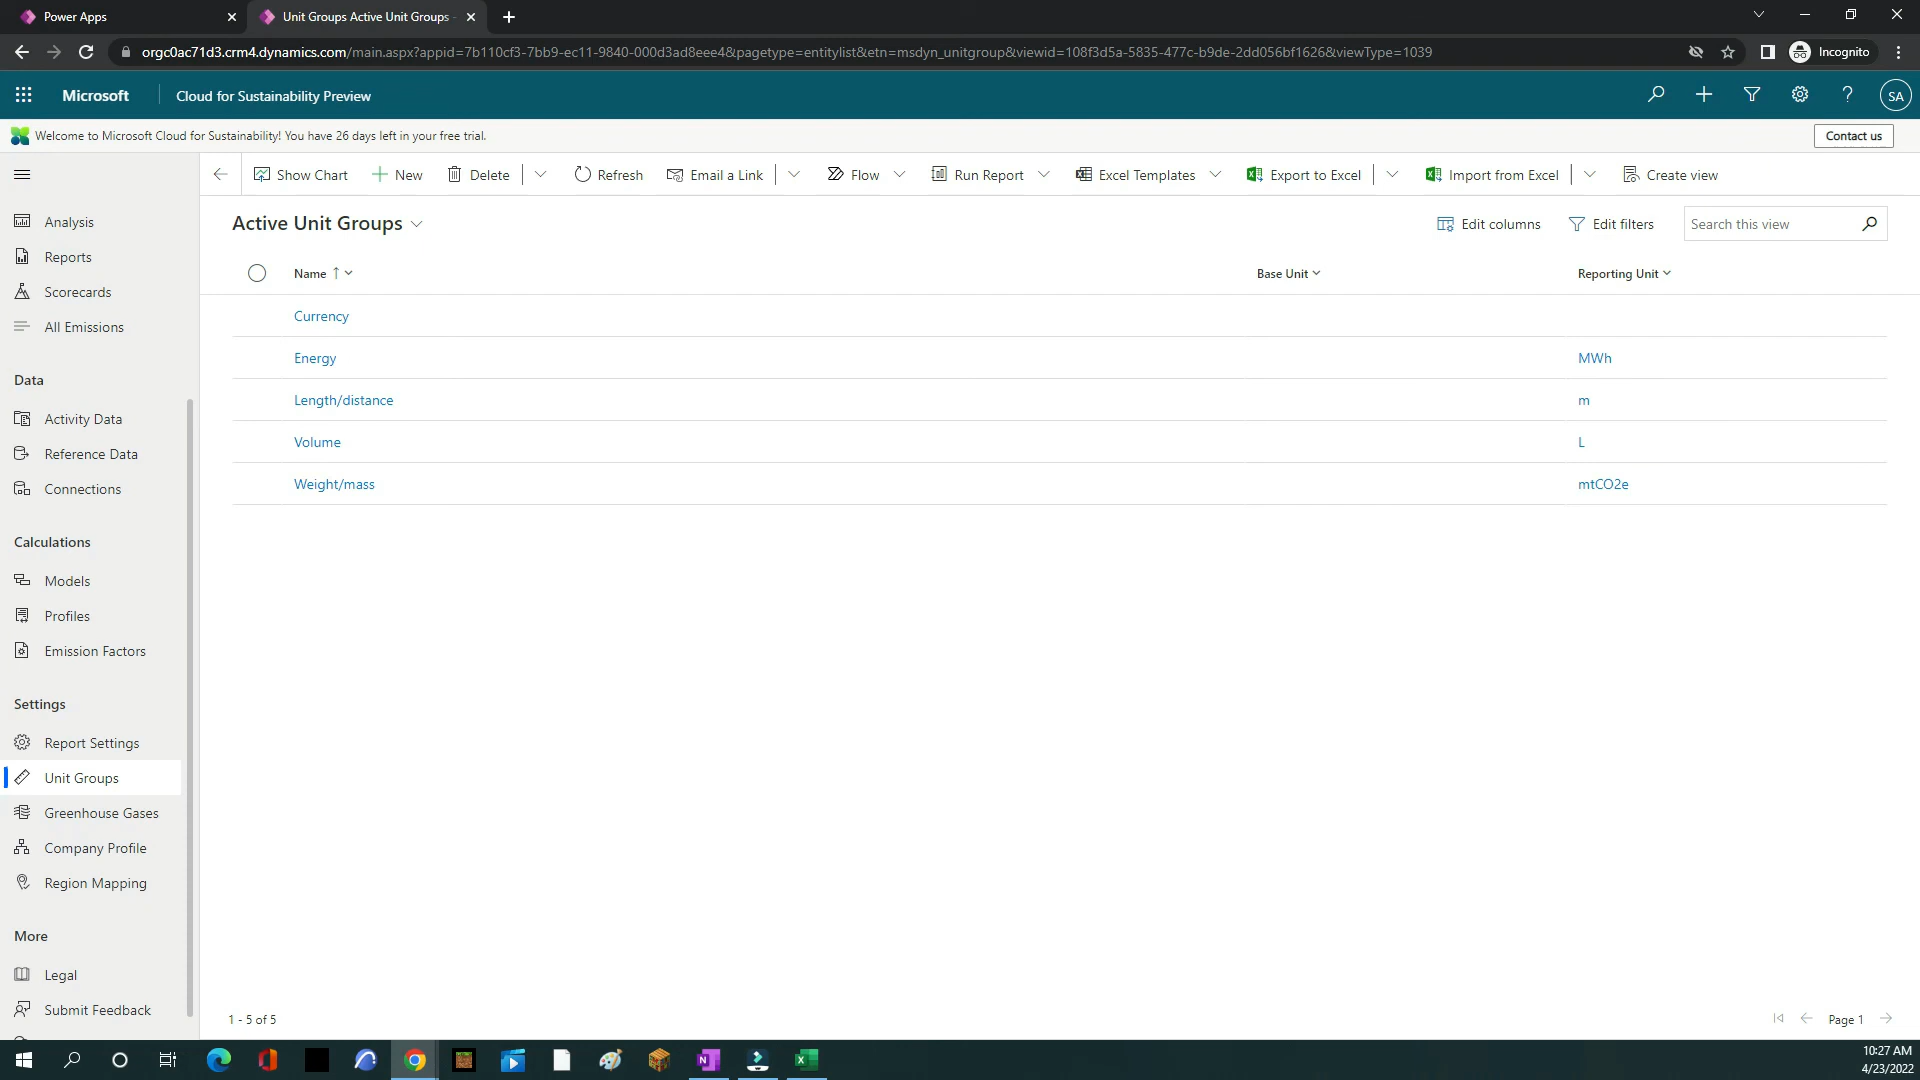 Power Apps
Unit Groups Active Unit Groups -
orgc0ac71d3.crm4.dynamics.com/main.aspx?appid=7b110cf3-7bb9-ec11-9840-000d3ad8eee4&pagetype=entitylist&etn=msdyn_unitgroup&viewid=108f3d5a-5835-477c-b9de-2dd056bf1626&viewType=1039
Incognito
Microsoft
Cloud for Sustainability Preview
SA
Welcome to Microsoft Cloud for Sustainability! You have 26 days left in your free trial.
Contact us
Show Chart
New
Delete
Refresh
Email a Link
Flow
Run Report
Excel Templates
Export to Excel
Import from Excel
Create view
Analysis
Reports
Scorecards
All Emissions
Data
Activity Data
Reference Data
Connections
Calculations
Models
Profiles
Emission Factors
Settings
Report Settings
Unit Groups
Greenhouse Gases
Company Profile
Region Mapping
More
Legal
Submit Feedback
Active Unit Groups
Edit columns
Edit filters
Search this view
Name ↑
Base Unit
Reporting Unit
Currency
Energy
MWh
Length/distance
m
Volume
L
Weight/mass
mtCO2e
1 - 5 of 5
Page 1
10:27 AM
4/23/2022